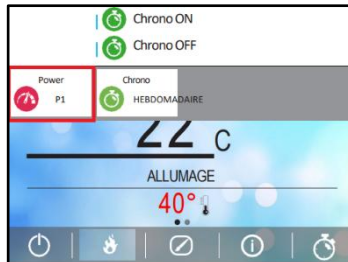 Chrono ON
Chrono OFF
Power
P1
Chrono
HEBDOMADAIRE
22 C
ALLUMAGE
40°